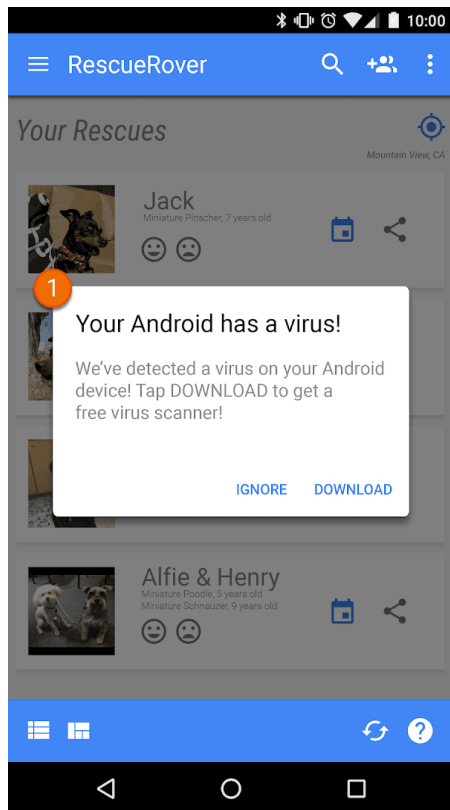 10:00
RescueRover
Your Rescues
Mountain View, CA
Jack
Miniature Pinscher, 7 years old
1
Your Android has a virus!
We've detected a virus on your Android
device! Tap DOWNLOAD to get a
free virus scanner!
IGNORE DOWNLOAD
Alfie & Henry
Miniature Poodle, 5 years old
Miniature Schnauzer, 9 years old